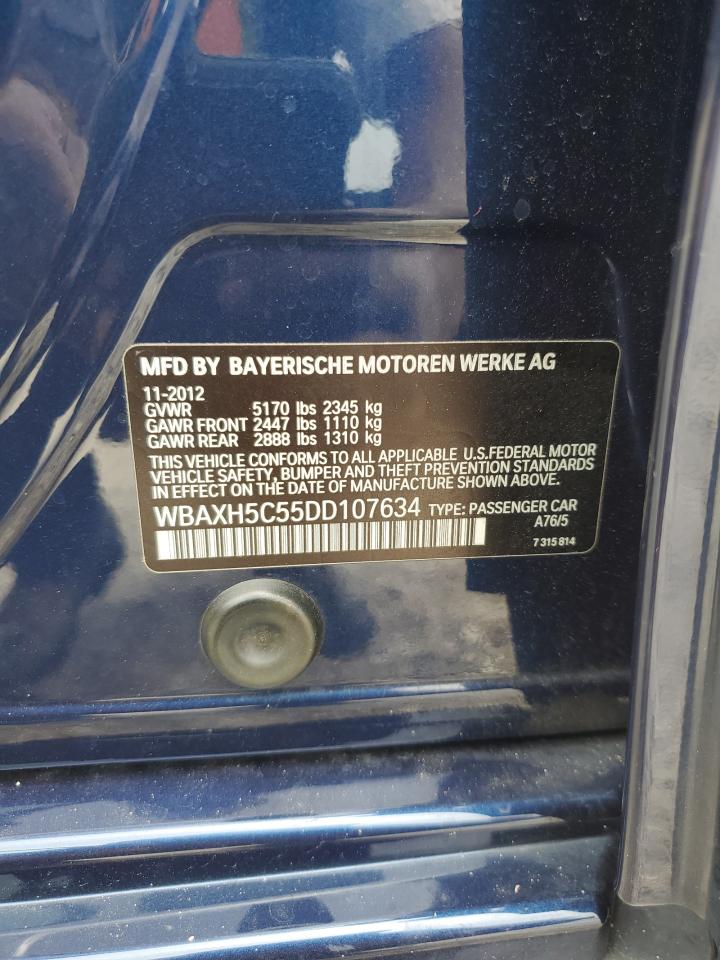 MFD BY BAYERISCHE MOTOREN WERKE AG
11-2012
GVWR 5170 lbs 2345 kg
GAWR FRONT 2447 lbs 1110 kg
GAWR REAR 2888 lbs 1310 kg
THIS VEHICLE CONFORMS TO ALL APPLICABLE U.S.FEDERAL MOTOR
VEHICLE SAFETY, BUMPER AND THEFT PREVENTION STANDARDS
IN EFFECT ON THE DATE OF MANUFACTURE SHOWN ABOVE.
WBAXH5C55DD107634 TYPE: PASSENGER CAR
A76/5
7 315 814